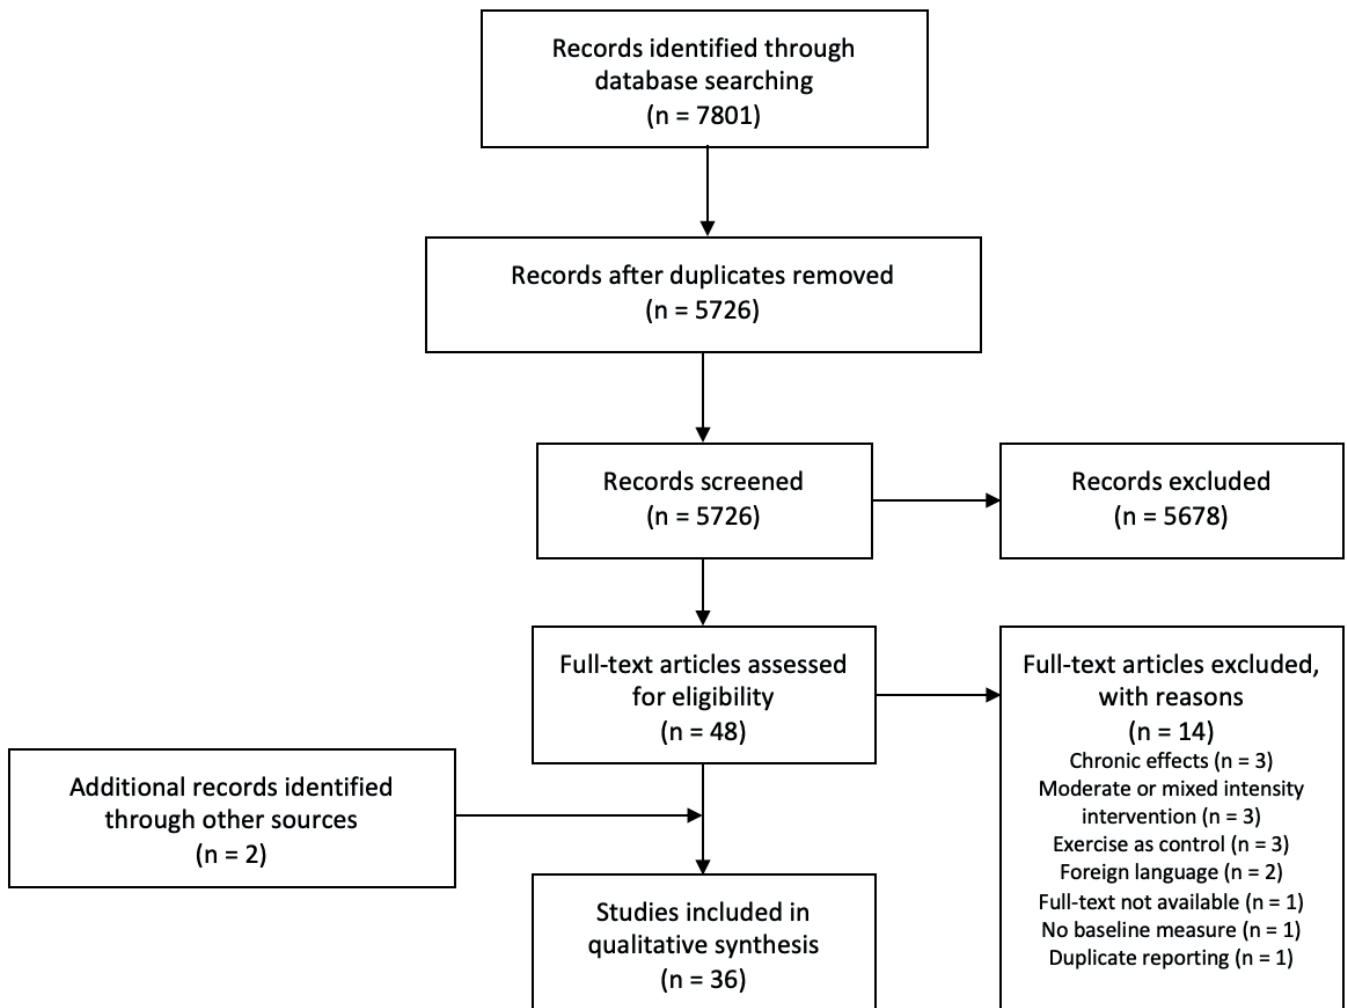 Records identified through
database searching
(n = 7801)
Records after duplicates removed
(n = 5726)
Records screened
(n = 5726)
Records excluded
(n = 5678)
Full-text articles assessed
for eligibility
(n = 48)
Full-text articles excluded,
with reasons
(n = 14)
Chronic effects (n = 3)
Moderate or mixed intensity
intervention (n = 3)
Exercise as control (n = 3)
Foreign language (n = 2)
Full-text not available (n = 1)
No baseline measure (n = 1)
Duplicate reporting (n = 1)
Additional records identified
through other sources
(n = 2)
Studies included in
qualitative synthesis
(n = 36)